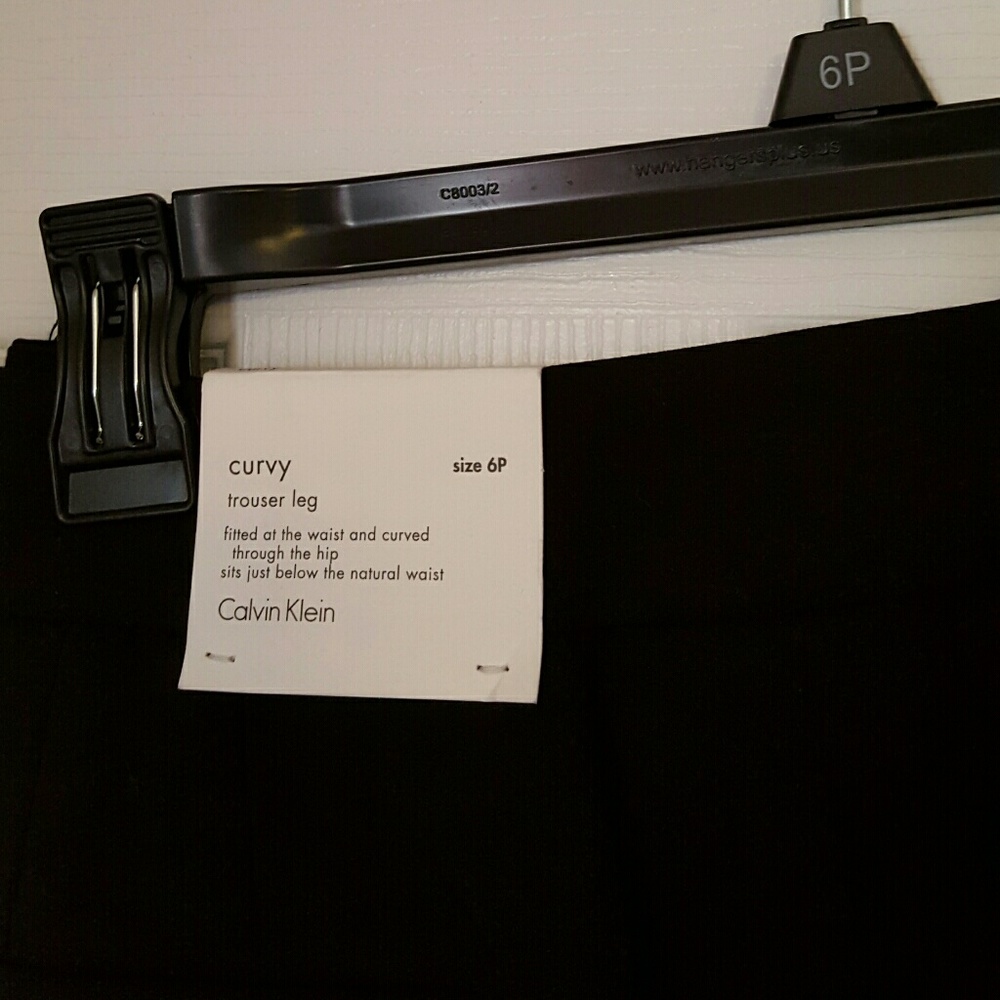 6P
www.hangersplus.us
C8003/2
curvy
size 6P
trouser leg
fitted at the waist and curved
through the hip
sits just below the natural waist
Calvin Klein